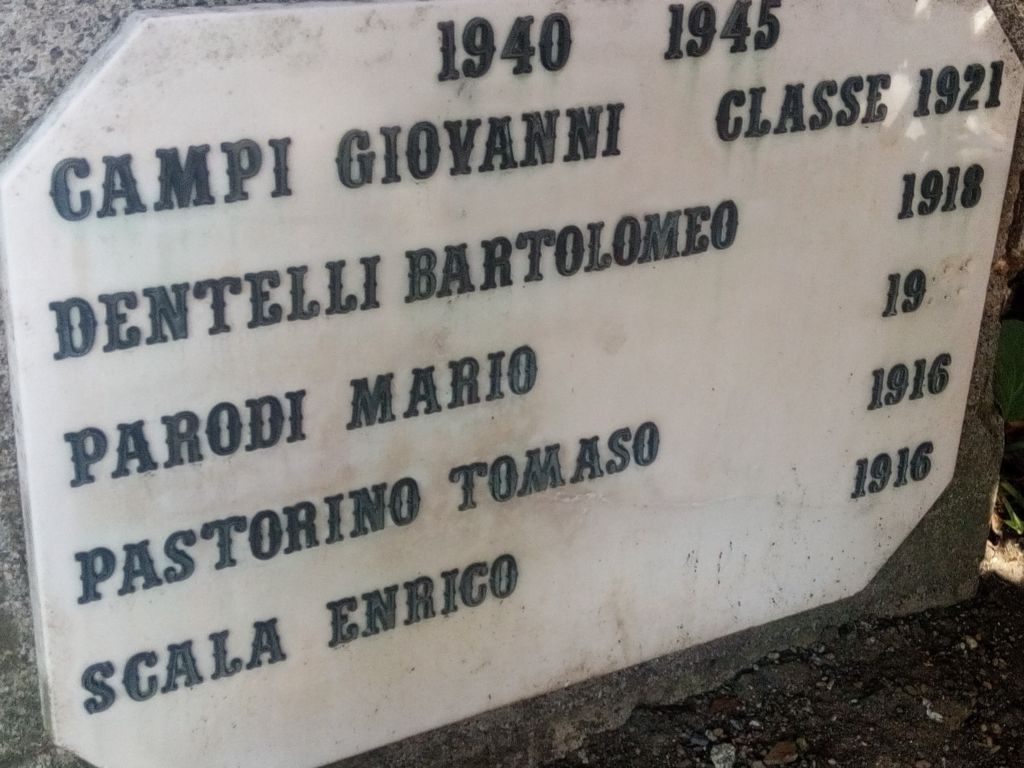 1940 1945
CAMPI GIOVANNI CLASSE 1921
DENTELLI BARTOLOMEO 1918
PARODI MARIO 19
PASTORINO TOMASO 1916
SCALA ENRICO 1916